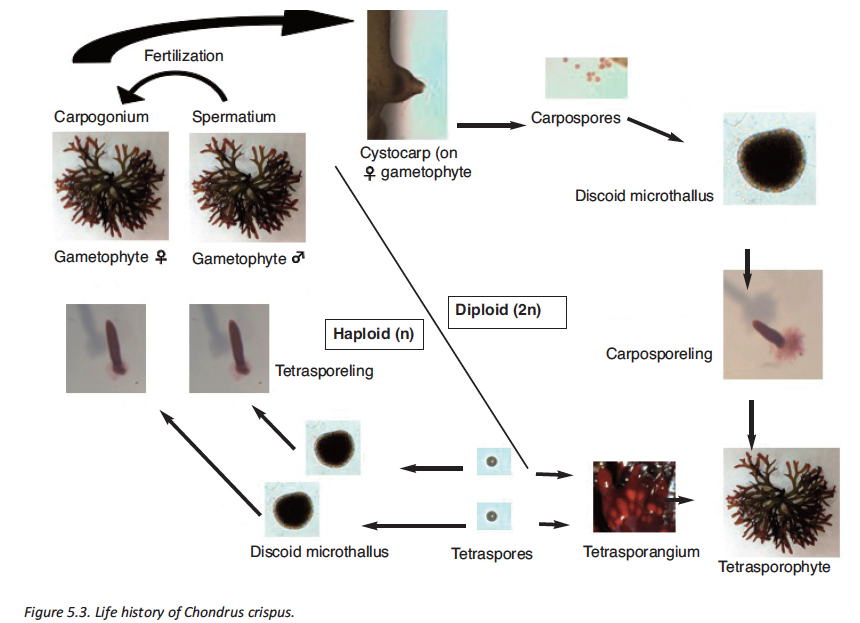 Fertilization
Carpogonium
Spermatium
Gametophyte ♀
Gametophyte ♂
Cystocarp (on
♀ gametophyte
Carpospores
Discoid microthallus
Diploid (2n)
Haploid (n)
Carposporeling
Tetrasporeling
Discoid microthallus
Tetraspores
Tetrasporangium
Tetrasporophyte
Figure 5.3. Life history of Chondrus crispus.